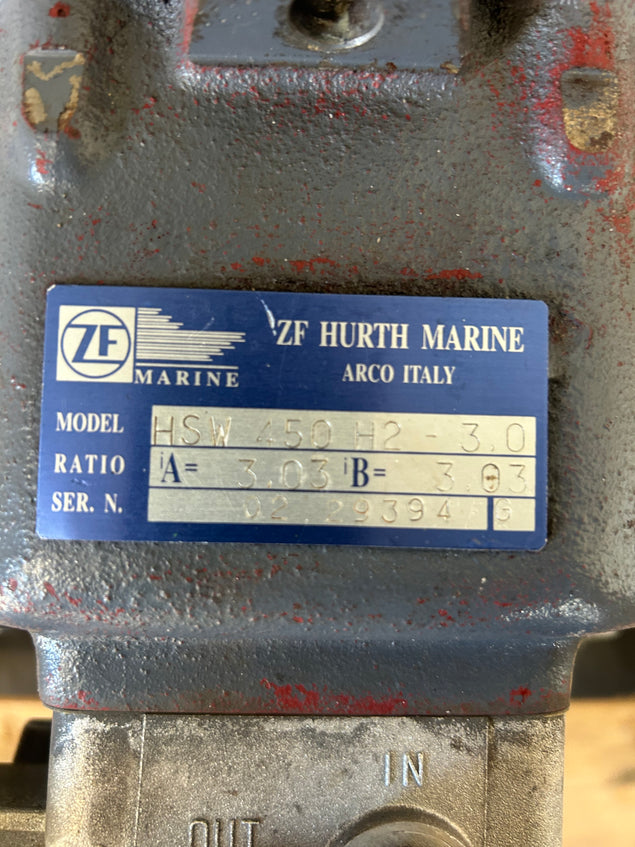 ZF MARINE
ZF HURTH MARINE
ARCO ITALY
MODEL HSW 450 H2 - 3.0
RATIO iA= 3.03 iB= 3.03
SER. N. 02 29394 G
IN
OUT